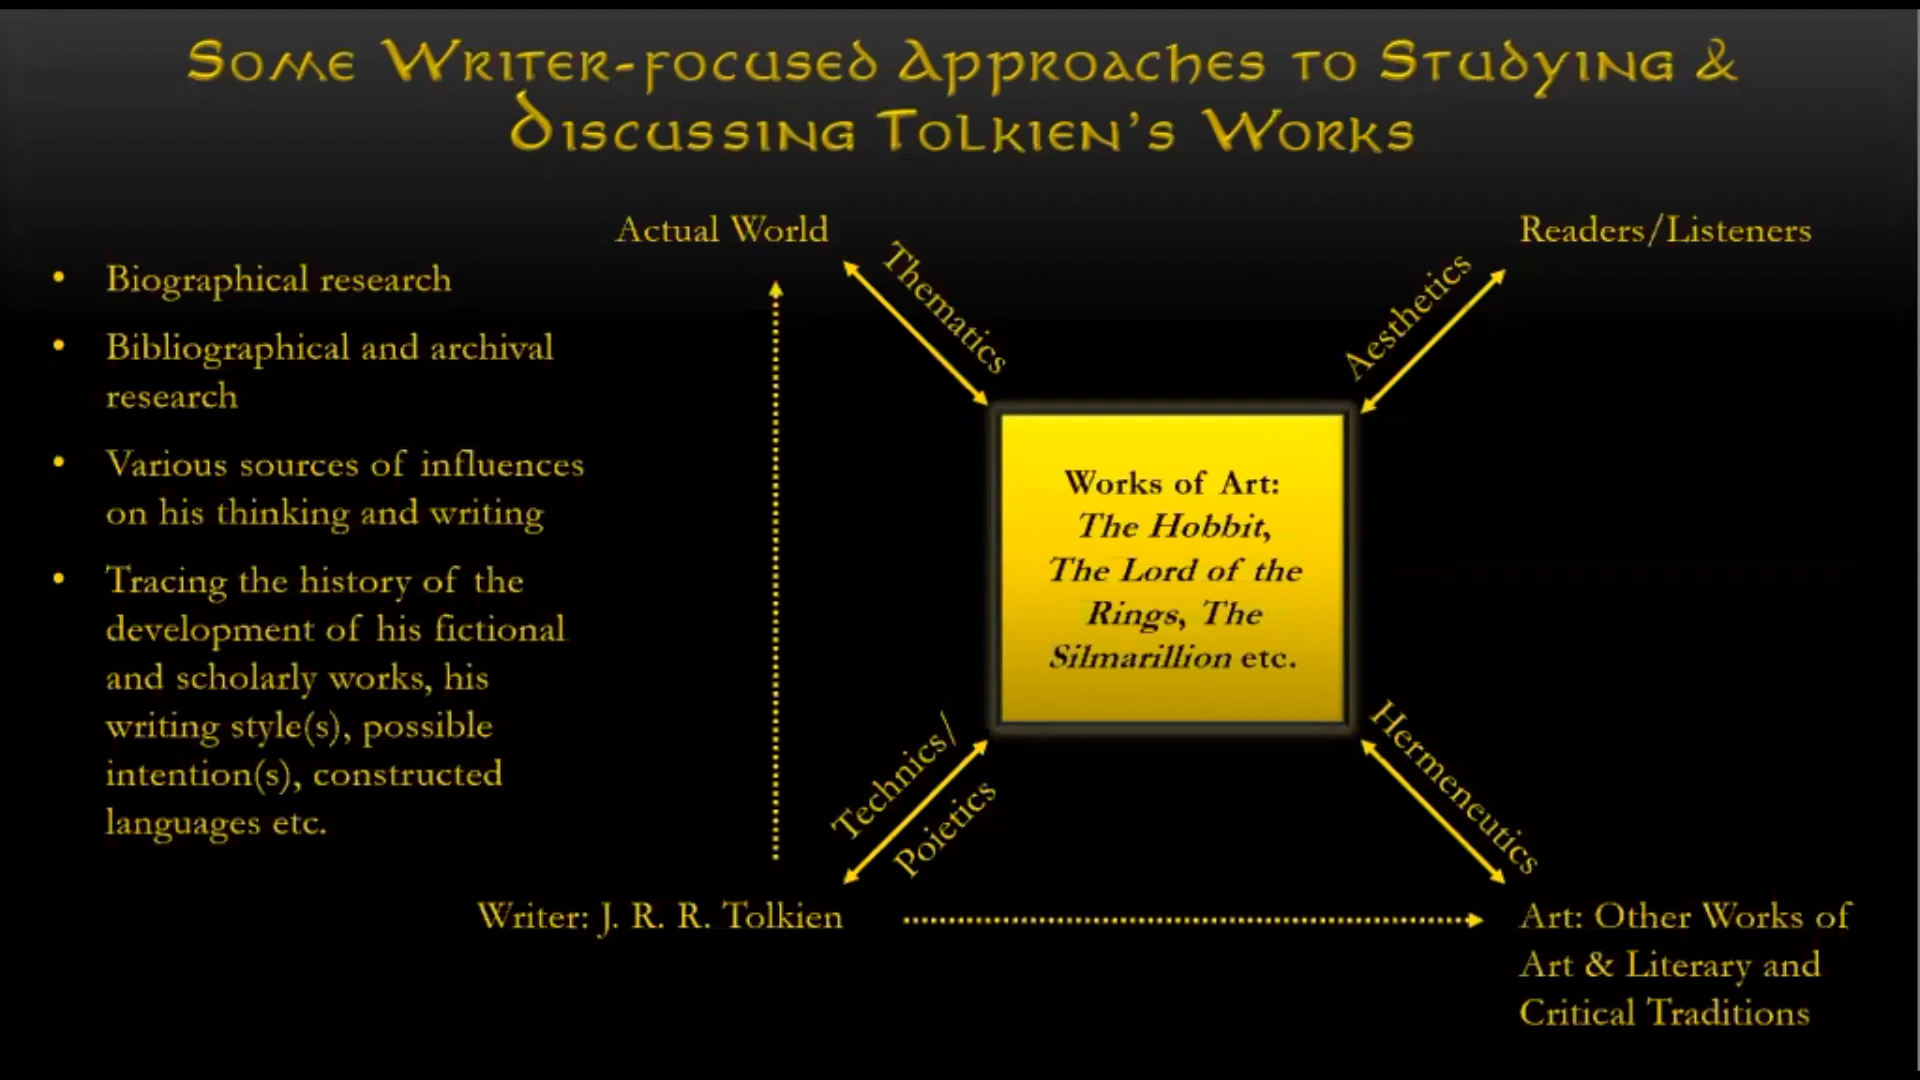 Some Writer-focused Approaches to Studying &
Discussing Tolkien's Works
Actual World
Readers/Listeners
• Biographical research
• Bibliographical and archival
research
• Various sources of influences
on his thinking and writing
• Tracing the history of the
development of his fictional
and scholarly works, his
writing style(s), possible
intention(s), constructed
languages etc.
Thematics
Aesthetics
Works of Art:
The Hobbit,
The Lord of the
Rings, The
Silmarillion etc.
Technics/
Poietics
Hermeneutics
Writer: J. R. R. Tolkien
Art: Other Works of
Art & Literary and
Critical Traditions